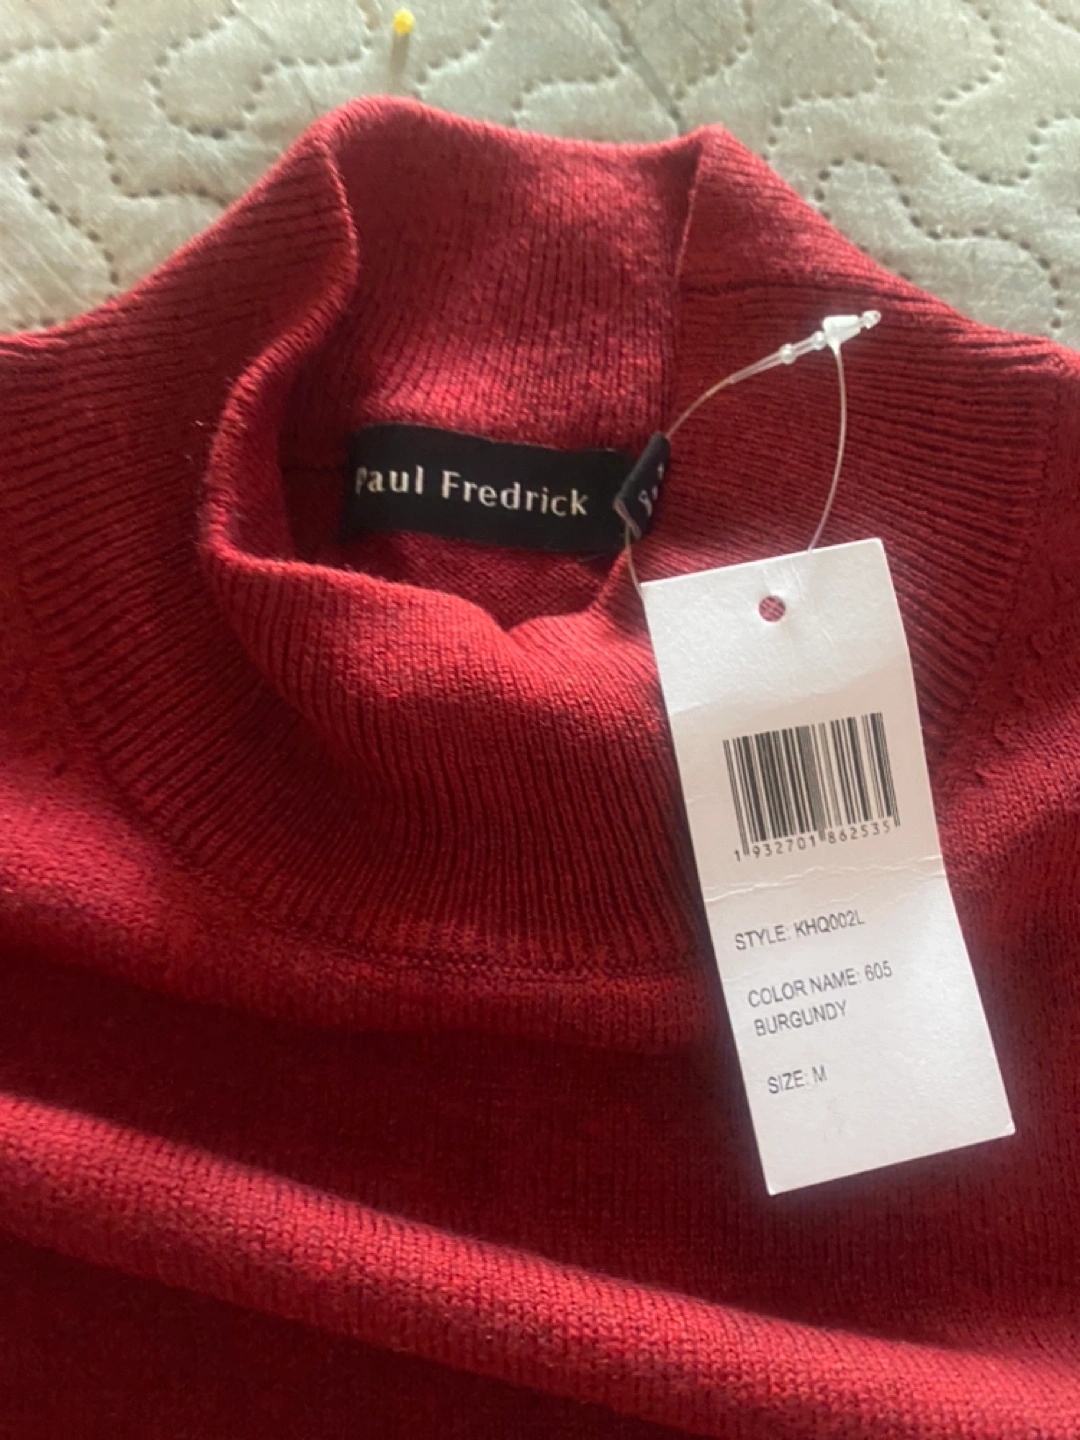 Paul Fredrick
1 932701 862535
STYLE: KHQ002L
COLOR NAME: 605
BURGUNDY
SIZE: M